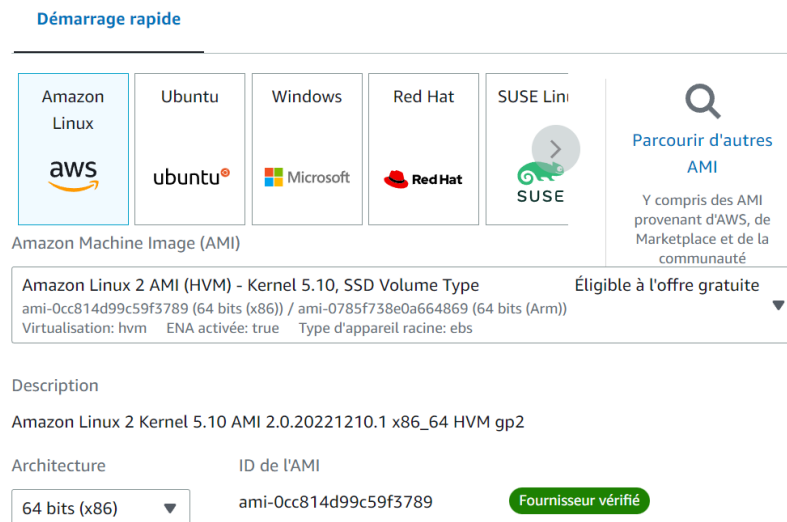 Démarrage rapide
Amazon Linux
aws
Ubuntu
ubuntu
Windows
Microsoft
Red Hat
Red Hat
SUSE
SUSE
Parcourir d'autres
AMI
Y compris des AMI
provenant d'AWS, de
Marketplace et de la
communauté
Amazon Machine Image (AMI)
Amazon Linux 2 AMI (HVM) - Kernel 5.10, SSD Volume Type Éligible à l'offre gratuite
ami-0cc814d99c59f3789 (64 bits (x86)) / ami-0785f738e0a664869 (64 bits (Arm))
Virtualisation: hvm ENA activée: true Type d'appareil racine: ebs
Description
Amazon Linux 2 Kernel 5.10 AMI 2.0.20221210.1 x86_64 HVM gp2
Architecture ID de l'AMI
64 bits (x86) ami-0cc814d99c59f3789 Fournisseur vérifié